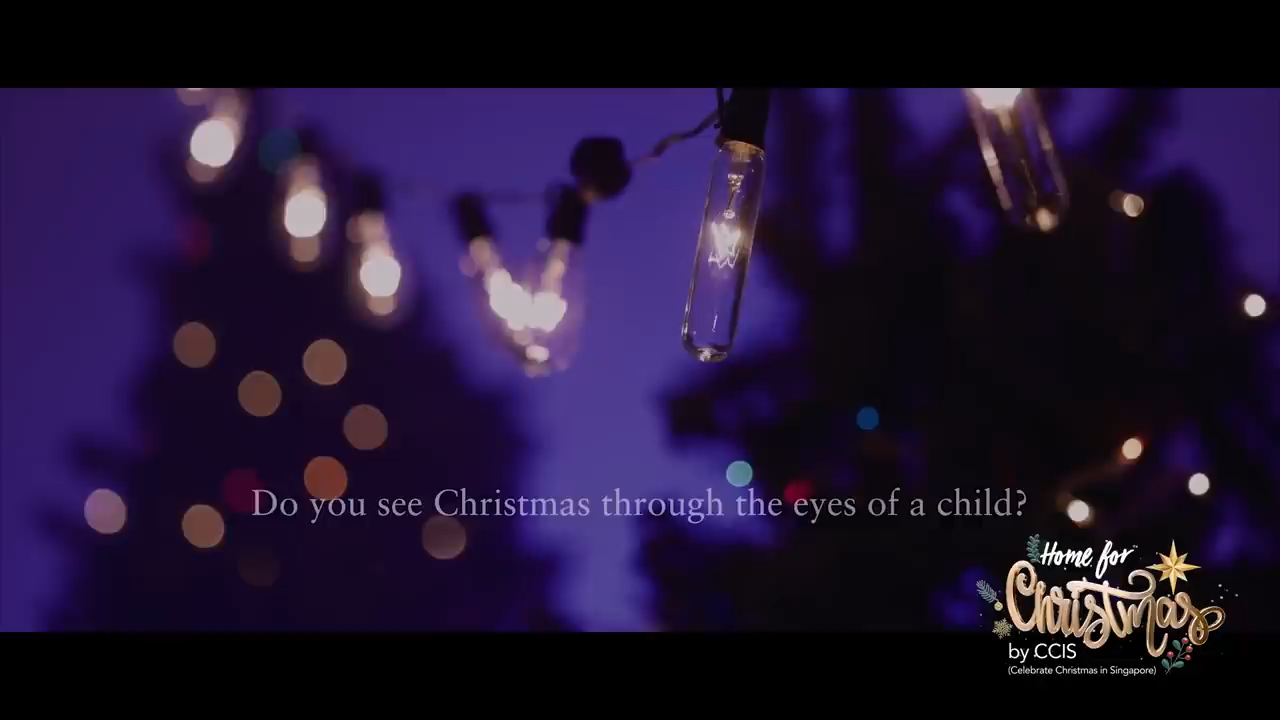 Do you see Christmas through the eyes of a child?
Home for
Christmas
by CCIS
(Celebrate Christmas in Singapore)